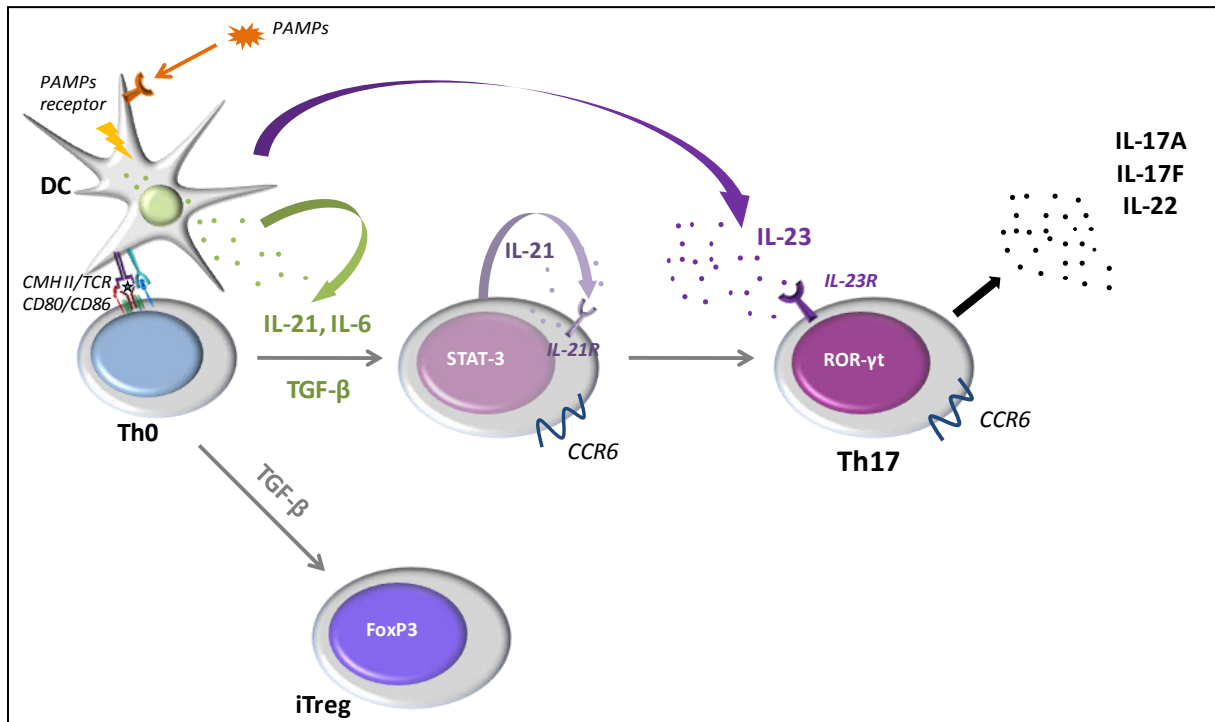 PAMPs
PAMPs
receptor
DC
CMH II/TCR
CD80/CD86
Th0
IL-21, IL-6
TGF-β
TGF-β
FoxP3
iTreg
STAT-3
IL-21
IL-21R
CCR6
IL-23
IL-23R
ROR-γt
CCR6
Th17
IL-17A
IL-17F
IL-22